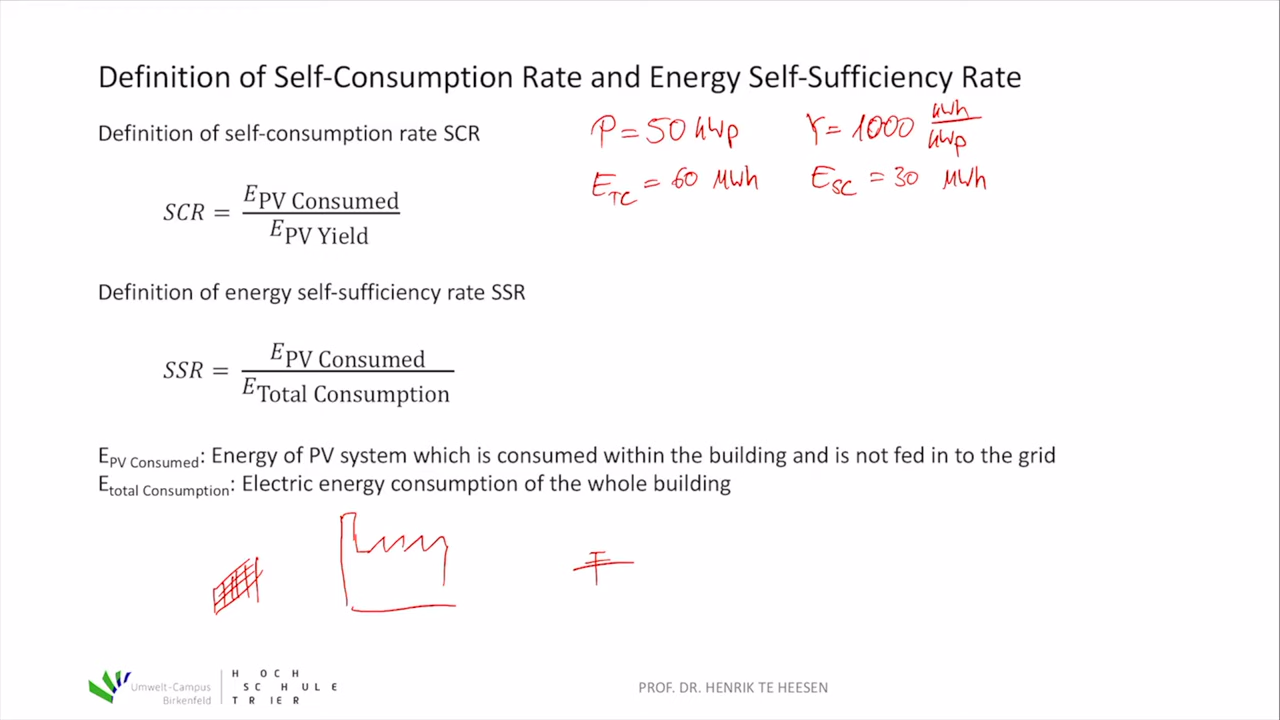 Definition of Self-Consumption Rate and Energy Self-Sufficiency Rate
Definition of self-consumption rate SCR
P = 50 kWp    Y = 1000 kWh/kWp
E_TC = 60 MWh    E_SC = 30 MWh
SCR = E_PV Consumed / E_PV Yield
Definition of energy self-sufficiency rate SSR
SSR = E_PV Consumed / E_Total Consumption
E_PV Consumed: Energy of PV system which is consumed within the building and is not fed in to the grid
E_total Consumption: Electric energy consumption of the whole building
Umwelt-Campus
Birkenfeld
HOCH
SCHULE
TRIER
PROF. DR. HENRIK TE HEESEN